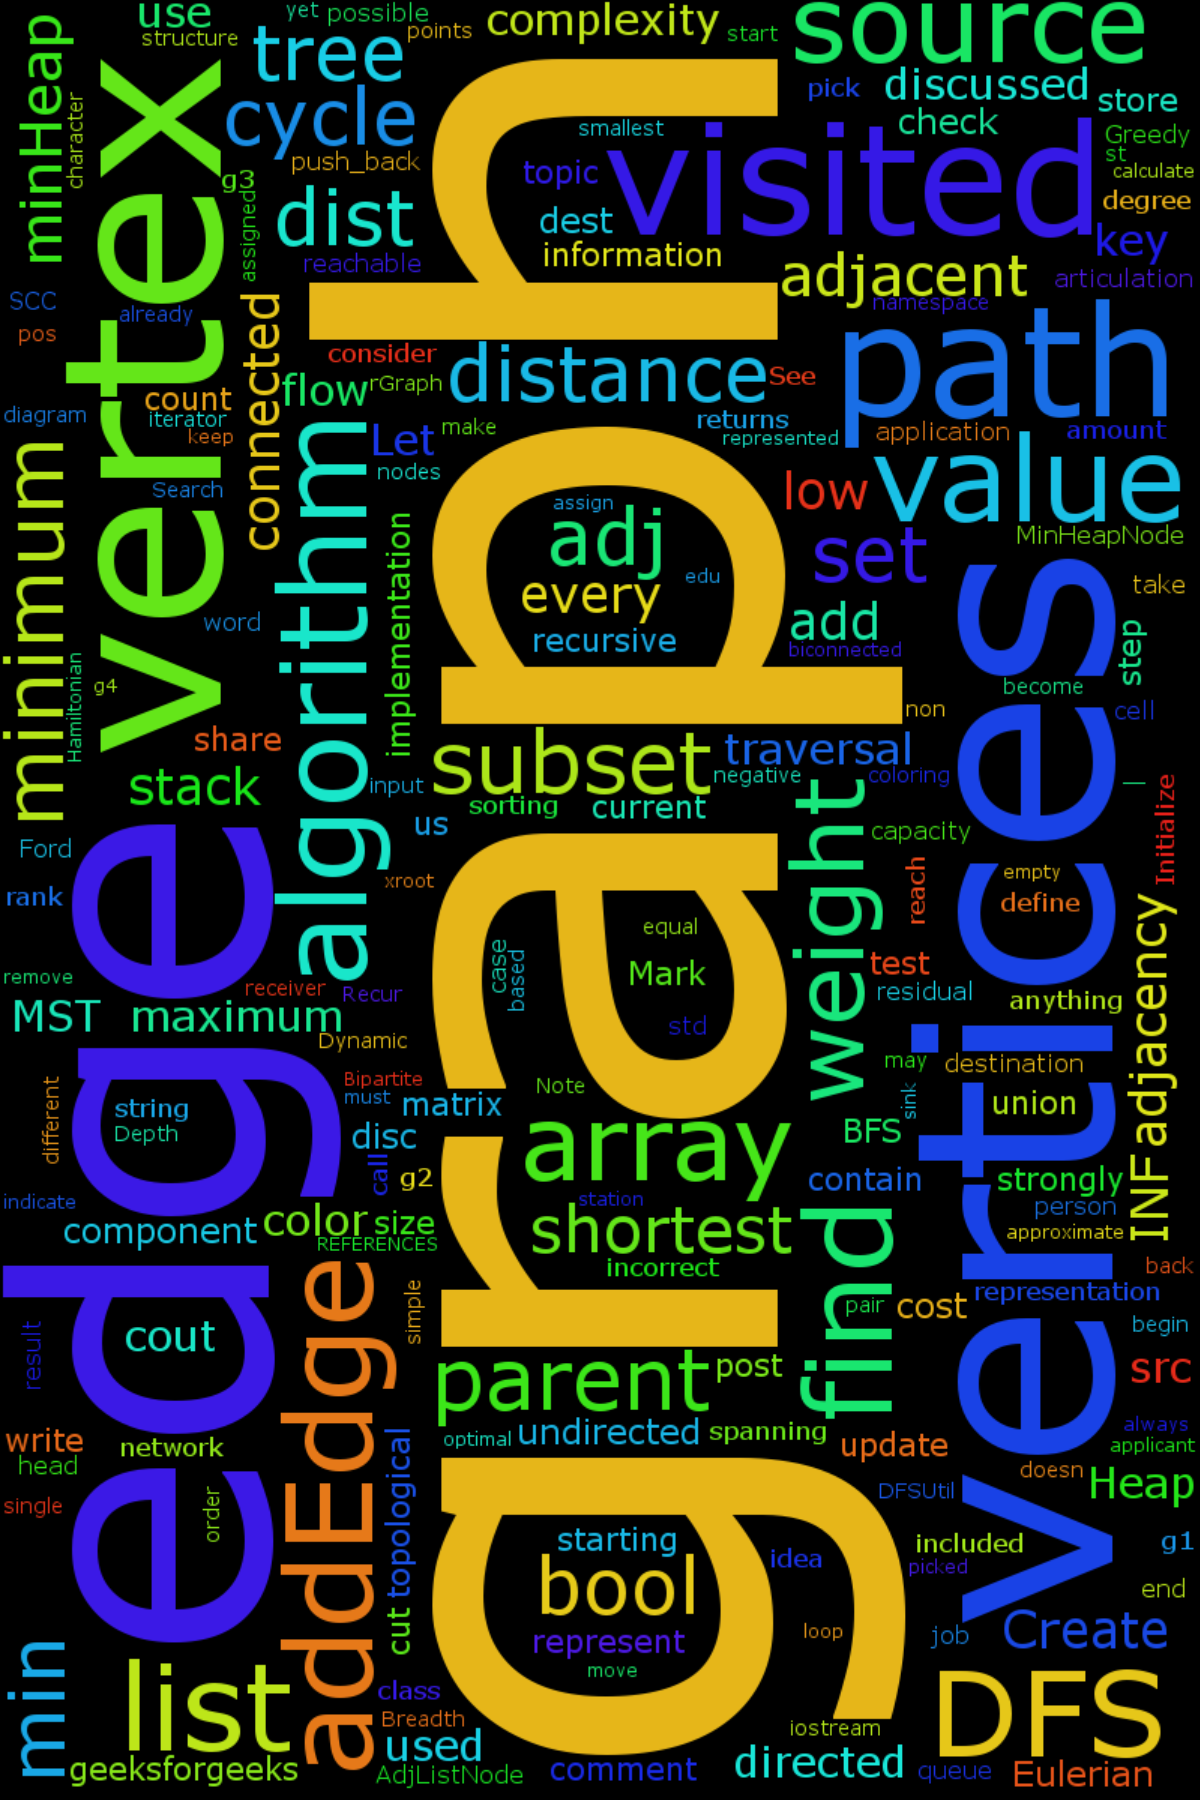 use
yet
possible
structure
points
complexity
start
source
minHeap
character
tree
cycle
push_back
pick
discussed
store
check
smallest
Greedy
st
calculate
visited
topic
vertex
g3
assigned
dist
dest
degree
key
information
reachable
adjacent
articulation
namespace
SCC
already
pos
connected
graph
path
consider
distance
See
flow
rGraph
count
iterator
keep
diagram
returns
represented
application
amount
Let
make
nodes
value
low
Search
minimum
algorithm
implementation
assign
adj
set
MinHeapNode
every
edu
take
vertices
recursive
add
biconnected
step
word
Hamiltonian
g4
become
cell
non
share
subset
traversal
negative
coloring
stack
input
sorting
current
us
weight
capacity
Initialize
Ford
edge
xroot
reach
empty
define
rank
adjacency
equal
case
based
Mark
test
residual
anything
remove
receiver
Recur
std
MST
maximum
Dynamic
may
destination
Bipartite
must
Note
matrix
sink
union
different
string
Depth
disc
array
BFS
call
g2
contain
strongly
INF
indicate
station
person
component
color
size
shortest
approximate
REFERENCES
find
incorrect
back
representation
addEdge
simple
pair
cost
begin
result
cout
parent
post
src
write
network
head
optimal
undirected
spanning
update
always
applicant
topological
doesn
Heap
single
order
DFSUtil
starting
idea
included
g1
picked
bool
end
cut
loop
job
Create
represent
min
list
move
class
Breadth
iostream
DFS
used
directed
geeksforgeeks
AdjListNode
comment
queue
Eulerian